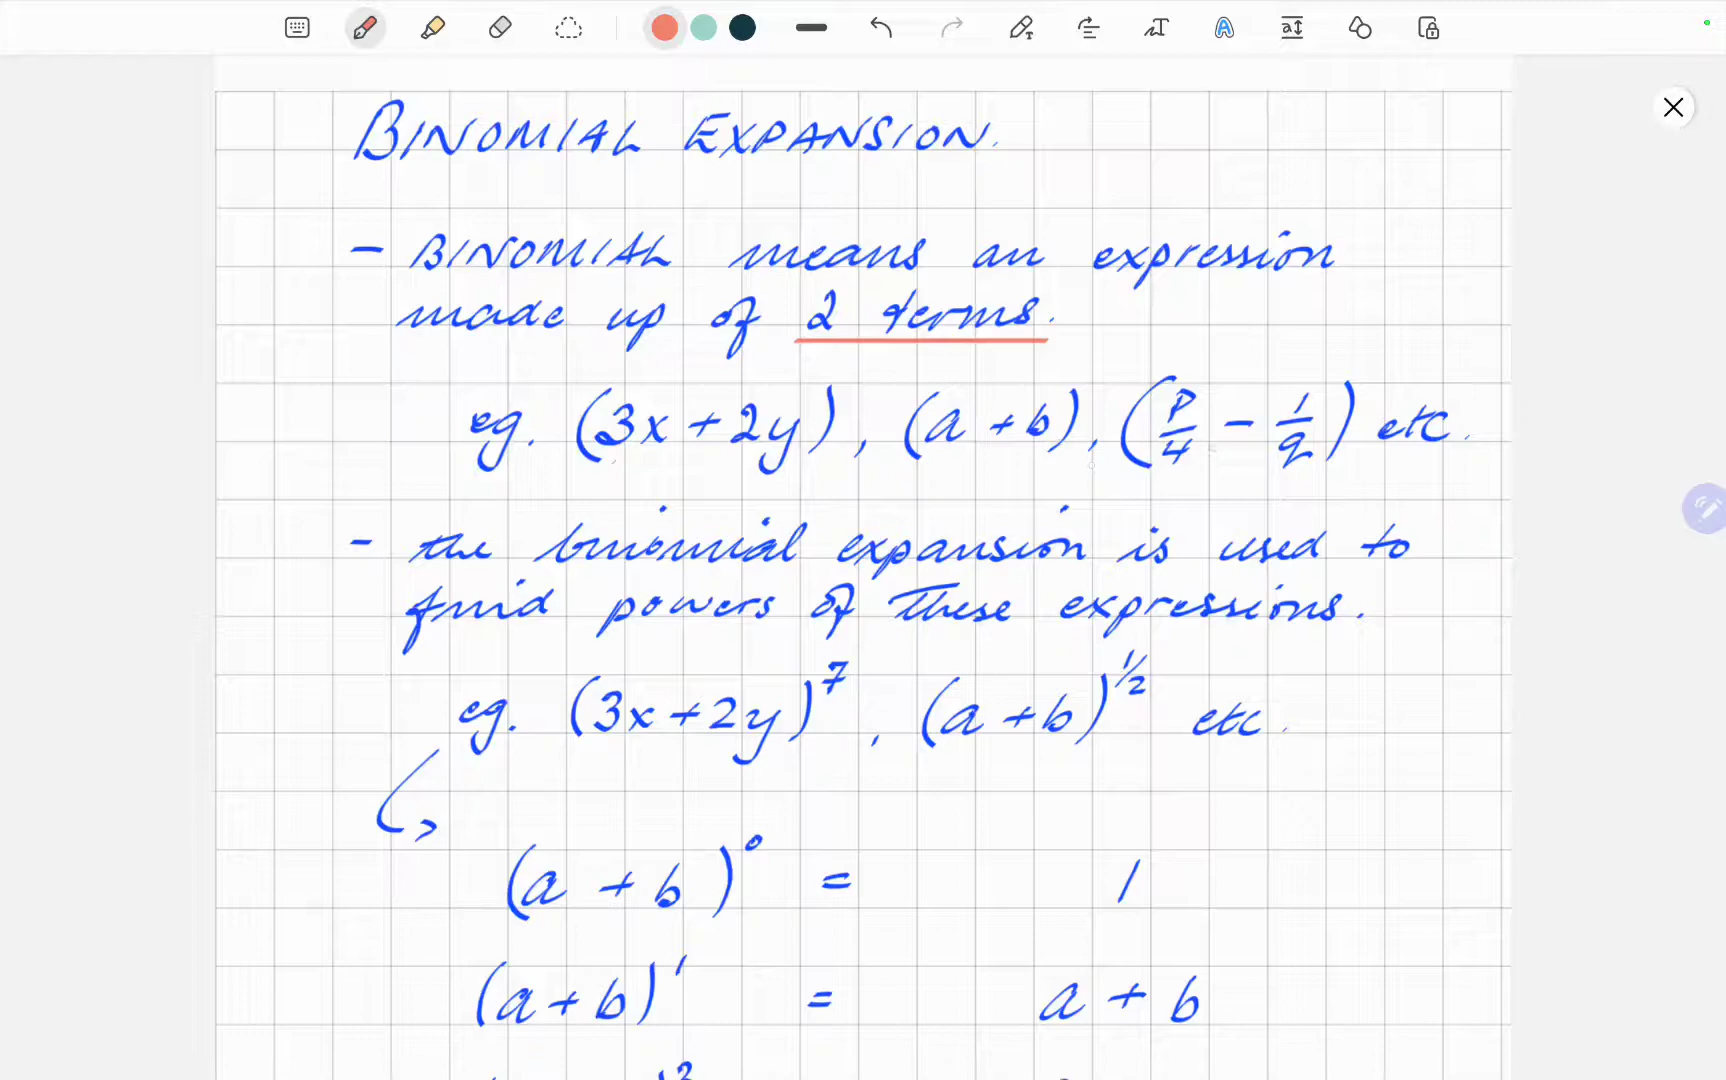 BINOMIAL EXPANSION.
- BINOMIAL means an expression
made up of 2 terms.
eg. (3x+2y), (a+b), (p/4 - 1/q) etc.
- the binomial expansion is used to
find powers of these expressions.
eg. (3x+2y)^7, (a+b)^1/2 etc.
(a+b)^0 = 1
(a+b)^1 = a+b